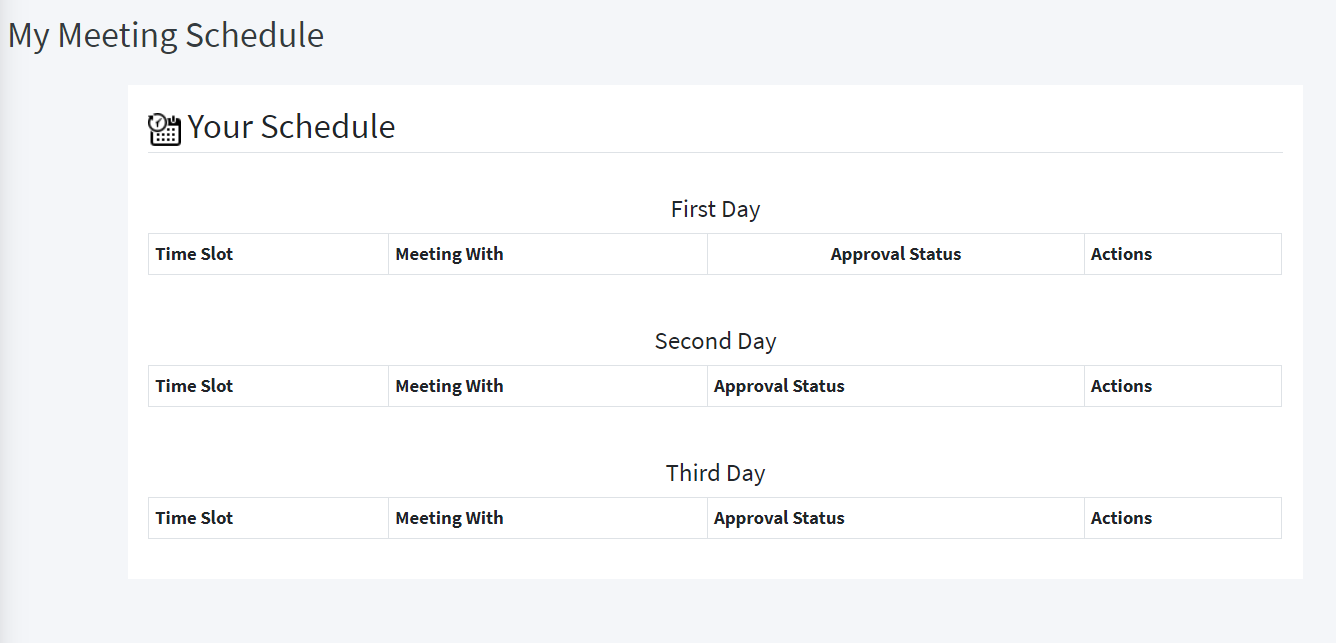 My Meeting Schedule
Your Schedule
First Day
Time Slot Meeting With Approval Status Actions
Second Day
Time Slot Meeting With Approval Status Actions
Third Day
Time Slot Meeting With Approval Status Actions